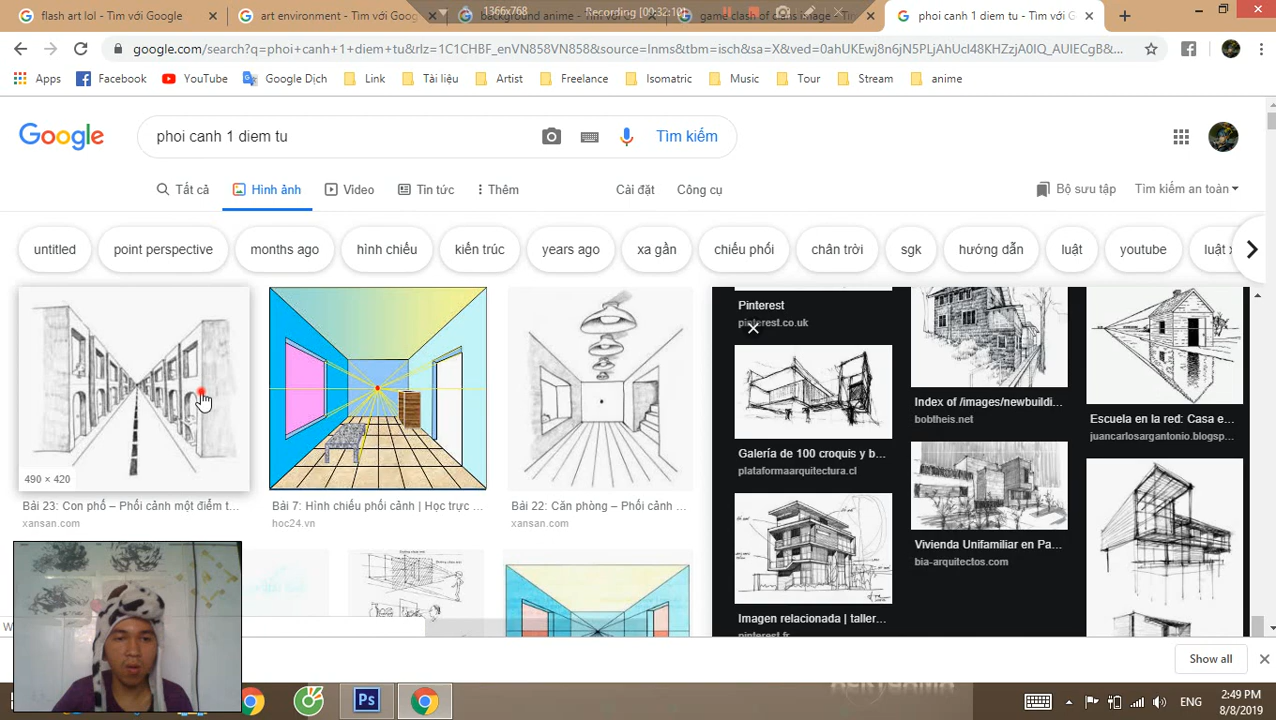 flash art lol - Tìm với Google
art environment - Tìm với Goog
background anime - Tìm với G
game clash of clans image - Tìm
phoi canh 1 diem tu - Tìm với G
1366x768
Recording [00:32:10]
google.com/search?q=phoi+canh+1+diem+tu&rlz=1C1CHBF_enVN858VN858&source=lnms&tbm=isch&sa=X&ved=
Apps Facebook YouTube Google Dịch Link Tài liệu Artist Freelance Isomatric Music Tour Stream anime
Google
phoi canh 1 diem tu
Tìm kiếm
Tất cả Hình ảnh Video Tin tức Thêm Cài đặt Công cụ Bộ sưu tập Tìm kiếm an toàn
untitled point perspective months ago hình chiếu kiến trúc years ago xa gần chiếu phối chân trời sgk hướng dẫn luật youtube luật
490 × 420
Bài 23: Con phố – Phối cảnh một điểm t...
xansan.com
Bài 7: Hình chiếu phối cảnh | Học trực ...
hoc24.vn
Bài 22: Căn phòng – Phối cảnh ...
xansan.com
Pinterest
pinterest.co.uk
Galería de 100 croquis y b...
plataformaarquitectura.cl
Imagen relacionada | taller...
pinterest.fr
Index of /images/newbuildi...
bobtheis.net
Vivienda Unifamiliar en Pa...
bia-arquitectos.com
Escuela en la red: Casa e...
juancarlosargantonio.blogsp...
Show all
Ps
ENG
2:49 PM
8/8/2019